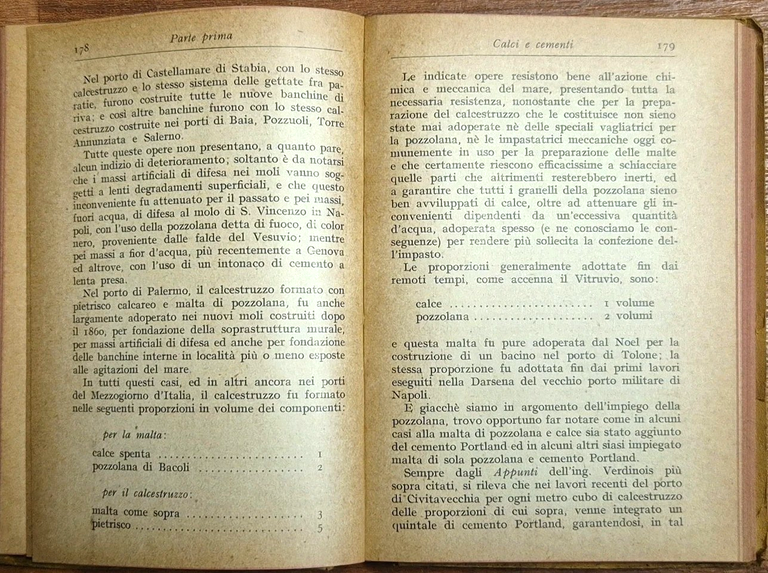 178
Parte prima
Nel porto di Castellamare di Stabia, con lo stesso
calcestruzzo e lo stesso sistema delle gettate fra pa-
ratie, furono costruite tutte le nuove banchine di
riva; e così altre banchine furono con lo stesso cal-
cestruzzo costruite nei porti di Baia, Pozzuoli, Torre
Annunziata e Salerno.
Tutte queste opere non presentano, a quanto pare,
alcun indizio di deterioramento; soltanto è da notarsi
che i massi artificiali di difesa nei moli vanno sog-
getti a lenti degradamenti superficiali, e che questo
inconveniente fu attenuato per il passato e pei massi,
fuori acqua, di difesa al molo di S. Vincenzo in Na-
poli, con l'uso della pozzolana detta di fuoco, di color
nero, proveniente dalle falde del Vesuvio; mentre
pei massi a fior d'acqua, più recentemente a Genova
ed altrove, con l'uso di un intonaco di cemento a
lenta presa.
Nel porto di Palermo, il calcestruzzo formato con
pietrisco calcareo e malta di pozzolana, fu anche
largamente adoperato nei nuovi moli costruiti dopo
il 1860, per fondazione della soprastruttura murale,
per massi artificiali di difesa ed anche per fondazione
delle banchine interne in località più o meno esposte
alle agitazioni del mare
In tutti questi casi, ed in altri ancora nei porti
del Mezzogiorno d'Italia, il calcestruzzo fu formato
nelle seguenti proporzioni in volume dei componenti:
per la malta:
calce spenta ........................ 1
pozzolana di Bacoli ................. 2
per il calcestruzzo:
malta come sopra .................... 3
pietrisco ........................... 5
Calci e cementi
179
Le indicate opere resistono bene all'azione chi-
mica e meccanica del mare, presentando tutta la
necessaria resistenza, nonostante che per la prepa-
razione del calcestruzzo che le costituisce non sieno
state mai adoperate nè delle speciali vagliatrici per
la pozzolana, nè le impastatrici meccaniche oggi co-
munemente in uso per la preparazione delle malte
e che certamente riescono efficacissime a schiacciare
quelle parti che altrimenti resterebbero inerti, ed
a garantire che tutti i granelli della pozzolana sieno
ben avviluppati di calce, oltre ad attenuare gli in-
convenienti dipendenti da un'eccessiva quantità
d'acqua, adoperata spesso (e ne conosciamo le con-
seguenze) per rendere più sollecita la confezione del-
l'impasto.
Le proporzioni generalmente adottate fin dai
remoti tempi, come accenna il Vitruvio, sono:
calce ........................ 1 volume
pozzolana .................... 2 volumi
e questa malta fu pure adoperata dal Noel per la
costruzione di un bacino nel porto di Tolone; la
stessa proporzione fu adottata fin dai primi lavori
eseguiti nella Darsena del vecchio porto militare di
Napoli.
E giacchè siamo in argomento dell'impiego della
pozzolana, trovo opportuno far notare come in alcuni
casi alla malta di pozzolana e calce sia stato aggiunto
del cemento Portland ed in alcuni altri siasi impiegato
malta di sola pozzolana e cemento Portland.
Sempre dagli Appunti dell'ing. Verdinois più
sopra citati, si rileva che nei lavori recenti del porto
di Civitavecchia per ogni metro cubo di calcestruzzo
delle proporzioni di cui sopra, venne integrato un
quintale di cemento Portland, garantendosi, in tal